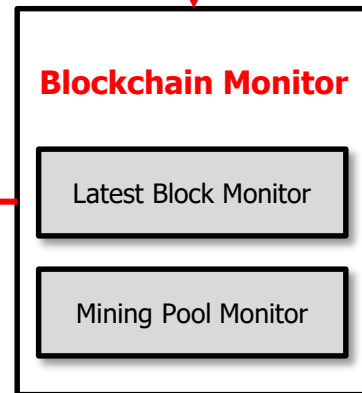 Blockchain Monitor
Latest Block Monitor
Mining Pool Monitor